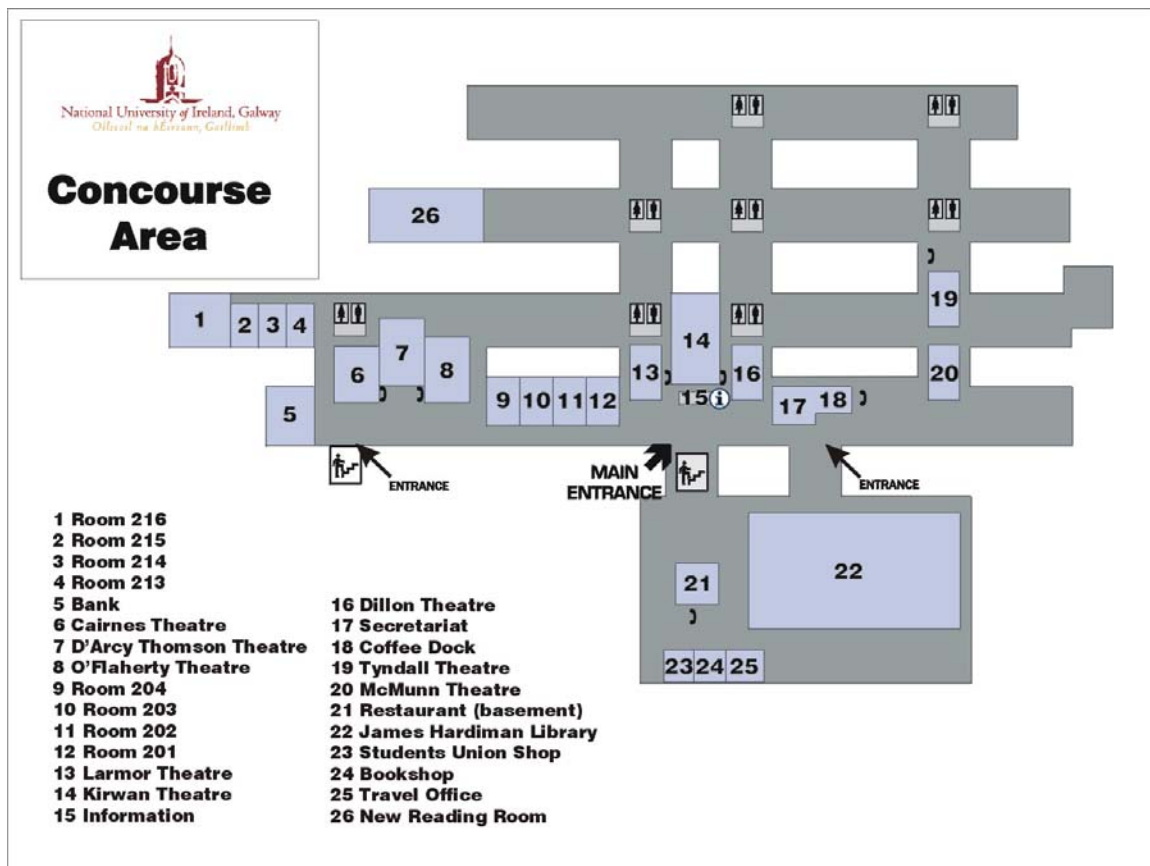 National University of Ireland, Galway
Ollscoil na hÉireann, Gaillimh
Concourse
Area
26
1
2
3
4
7
6
8
5
9
10
11
12
13
14
15
i
16
17
18
19
20
ENTRANCE
MAIN
ENTRANCE
ENTRANCE
21
22
23
24
25
1 Room 216
2 Room 215
3 Room 214
4 Room 213
5 Bank
6 Cairnes Theatre
7 D'Arcy Thomson Theatre
8 O'Flaherty Theatre
9 Room 204
10 Room 203
11 Room 202
12 Room 201
13 Larmor Theatre
14 Kirwan Theatre
15 Information
16 Dillon Theatre
17 Secretariat
18 Coffee Dock
19 Tyndall Theatre
20 McMunn Theatre
21 Restaurant (basement)
22 James Hardiman Library
23 Students Union Shop
24 Bookshop
25 Travel Office
26 New Reading Room